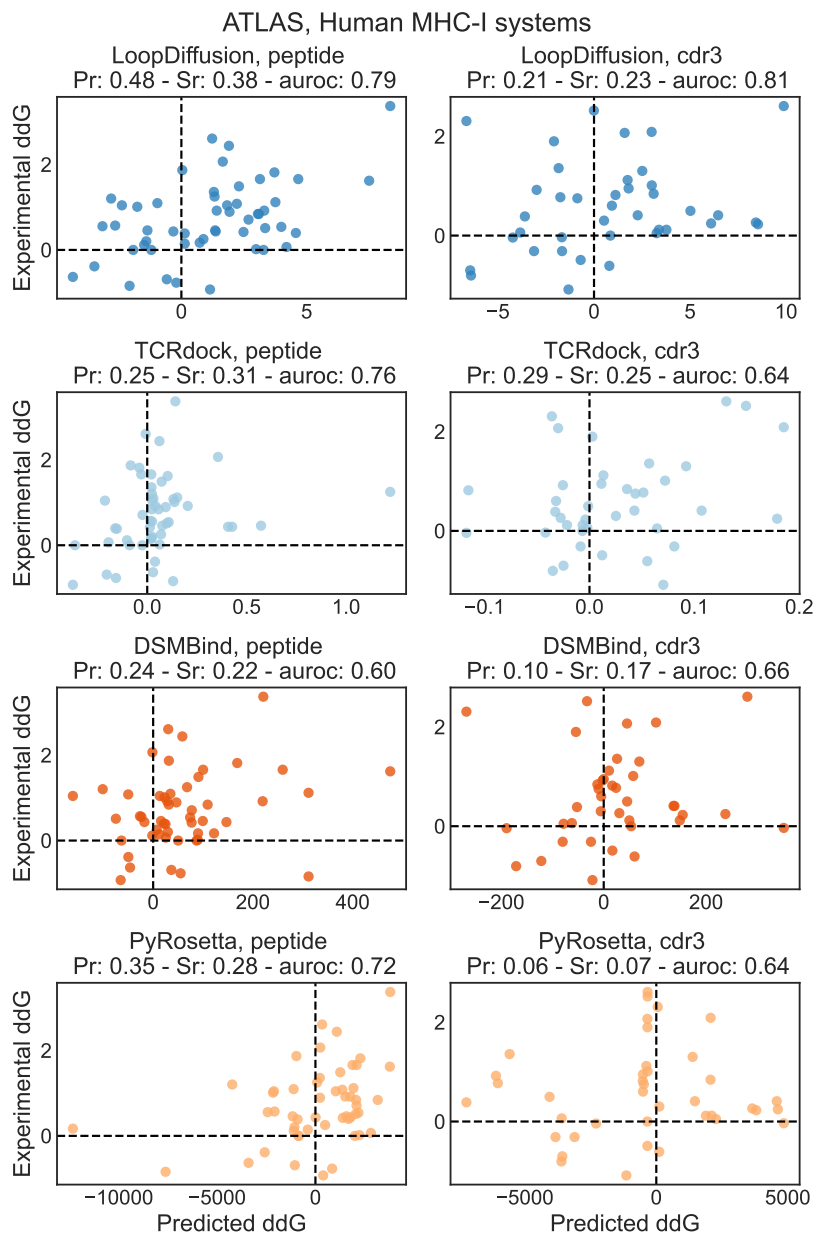 ATLAS, Human MHC-I systems
LoopDiffusion, peptide
Pr: 0.48 - Sr: 0.38 - auroc: 0.79
LoopDiffusion, cdr3
Pr: 0.21 - Sr: 0.23 - auroc: 0.81
Experimental ddG
2
0
0
5
2
0
−5
0
5
10
TCRdock, peptide
Pr: 0.25 - Sr: 0.31 - auroc: 0.76
TCRdock, cdr3
Pr: 0.29 - Sr: 0.25 - auroc: 0.64
Experimental ddG
2
0
0.0
0.5
1.0
2
0
−0.1
0.0
0.1
0.2
DSMBind, peptide
Pr: 0.24 - Sr: 0.22 - auroc: 0.60
DSMBind, cdr3
Pr: 0.10 - Sr: 0.17 - auroc: 0.66
Experimental ddG
2
0
0
200
400
2
0
−200
0
200
PyRosetta, peptide
Pr: 0.35 - Sr: 0.28 - auroc: 0.72
PyRosetta, cdr3
Pr: 0.06 - Sr: 0.07 - auroc: 0.64
Experimental ddG
2
0
−10000
−5000
0
Predicted ddG
2
0
−5000
0
5000
Predicted ddG